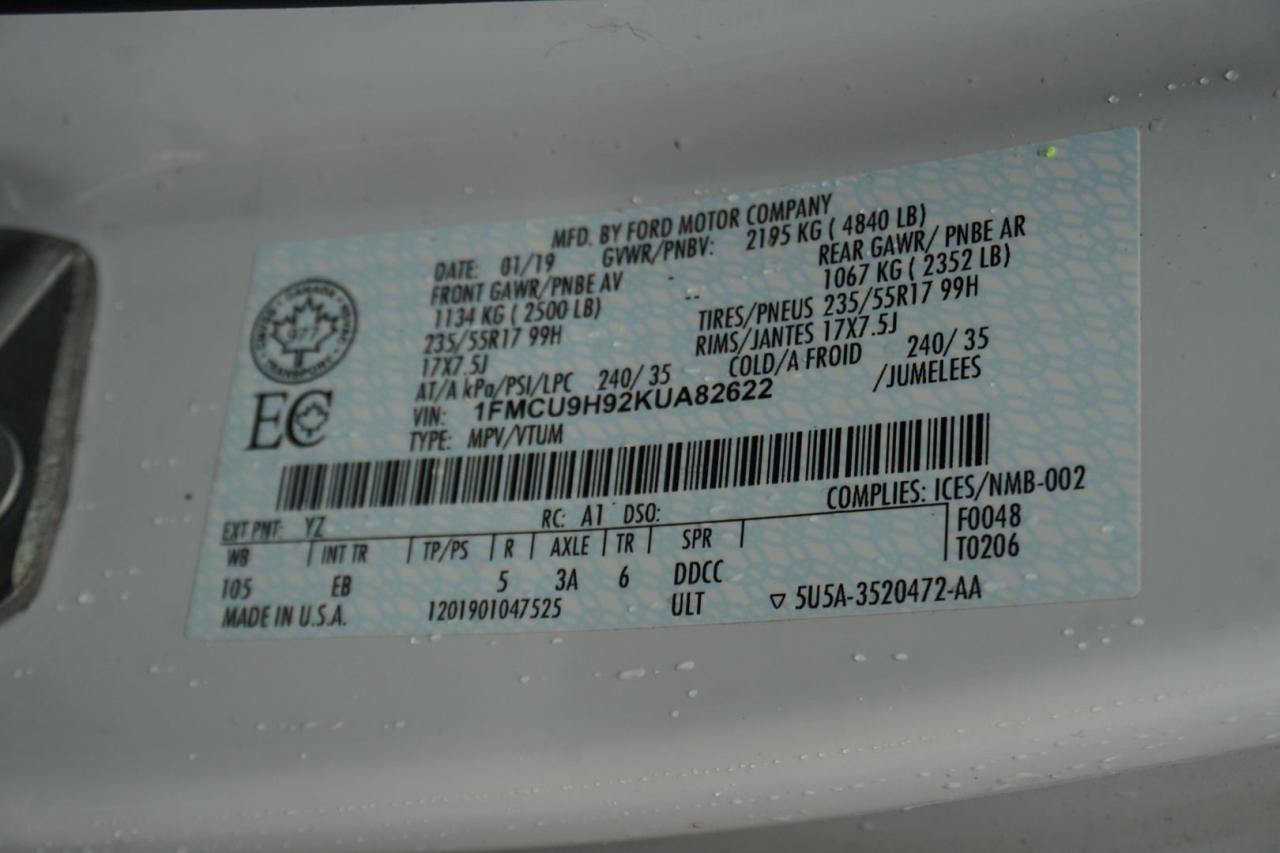 MFD. BY FORD MOTOR COMPANY
DATE: 01/19 GVWR/PNBV: 2195 KG ( 4840 LB)
FRONT GAWR/PNBE AV - REAR GAWR/ PNBE AR
1134 KG ( 2500 LB) -- 1067 KG ( 2352 LB)
235/55R17 99H TIRES/PNEUS 235/55R17 99H
17X7.5J RIMS/JANTES 17X7.5J
AT/A kPa/PSI/LPC 240/ 35 COLD/A FROID 240/ 35
VIN: 1FMCU9H92KUA82622 /JUMELEES
TYPE: MPV/VTUM
CANADA
TRANSPORT
377
EC
COMPLIES: ICES/NMB-002
EXT PNT: YZ RC: A1 DSO:
WB INT TR TP/PS R AXLE TR SPR F0048
T0206
105 EB 5 3A 6 DDCC
MADE IN U.S.A. 1201901047525 ULT ▽ 5U5A-3520472-AA